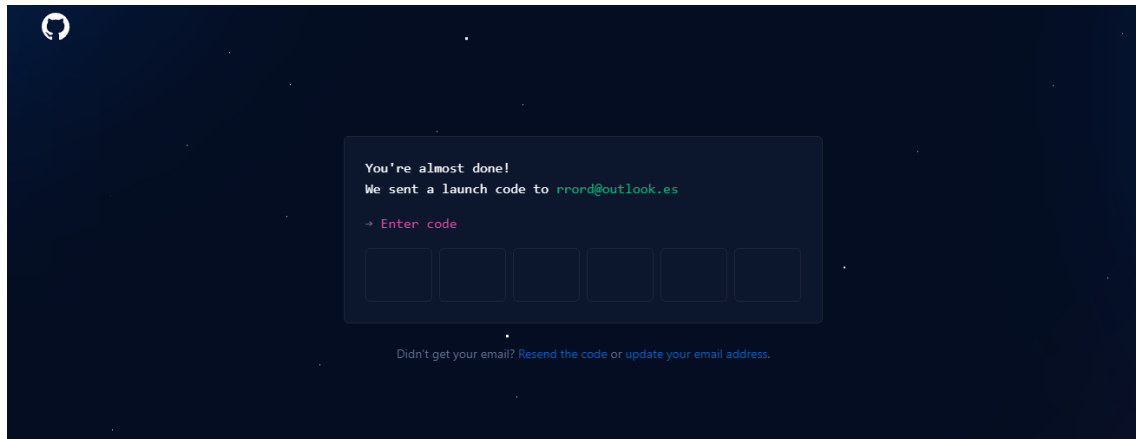 You're almost done!
We sent a launch code to rrord@outlook.es
→ Enter code
Didn't get your email? Resend the code or update your email address.